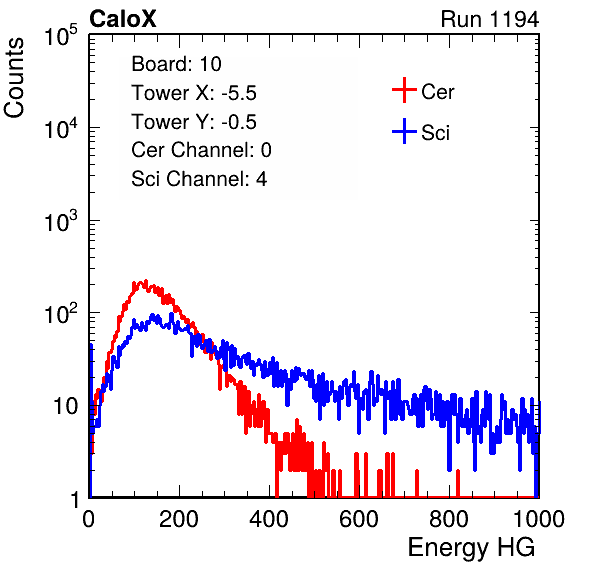 CaloX Run 1194
Counts
10^5
10^4
10^3
10^2
10
1
Board: 10
Tower X: -5.5
Tower Y: -0.5
Cer Channel: 0
Sci Channel: 4
Cer
Sci
0 200 400 600 800 1000
Energy HG